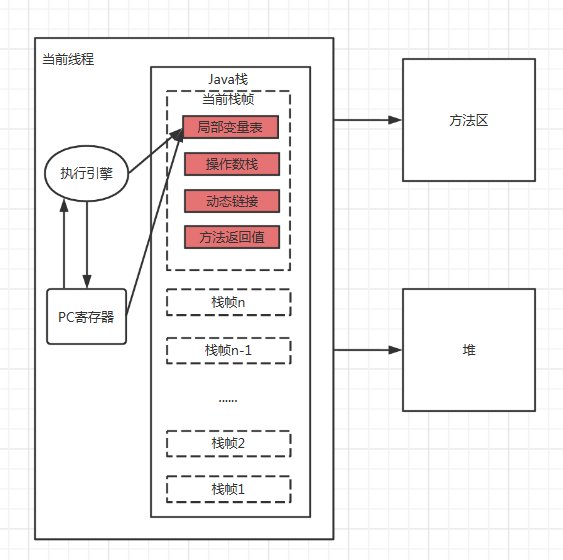 当前线程
Java栈
当前栈帧
局部变量表
操作数栈
动态链接
方法返回值
执行引擎
PC寄存器
栈帧n
栈帧n-1
......
栈帧2
栈帧1
方法区
堆